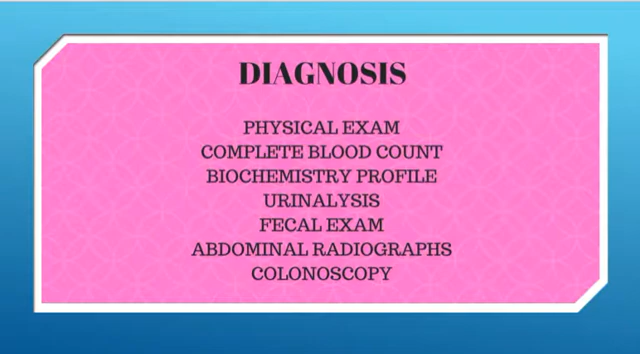 DIAGNOSIS
PHYSICAL EXAM
COMPLETE BLOOD COUNT
BIOCHEMISTRY PROFILE
URINALYSIS
FECAL EXAM
ABDOMINAL RADIOGRAPHS
COLONOSCOPY